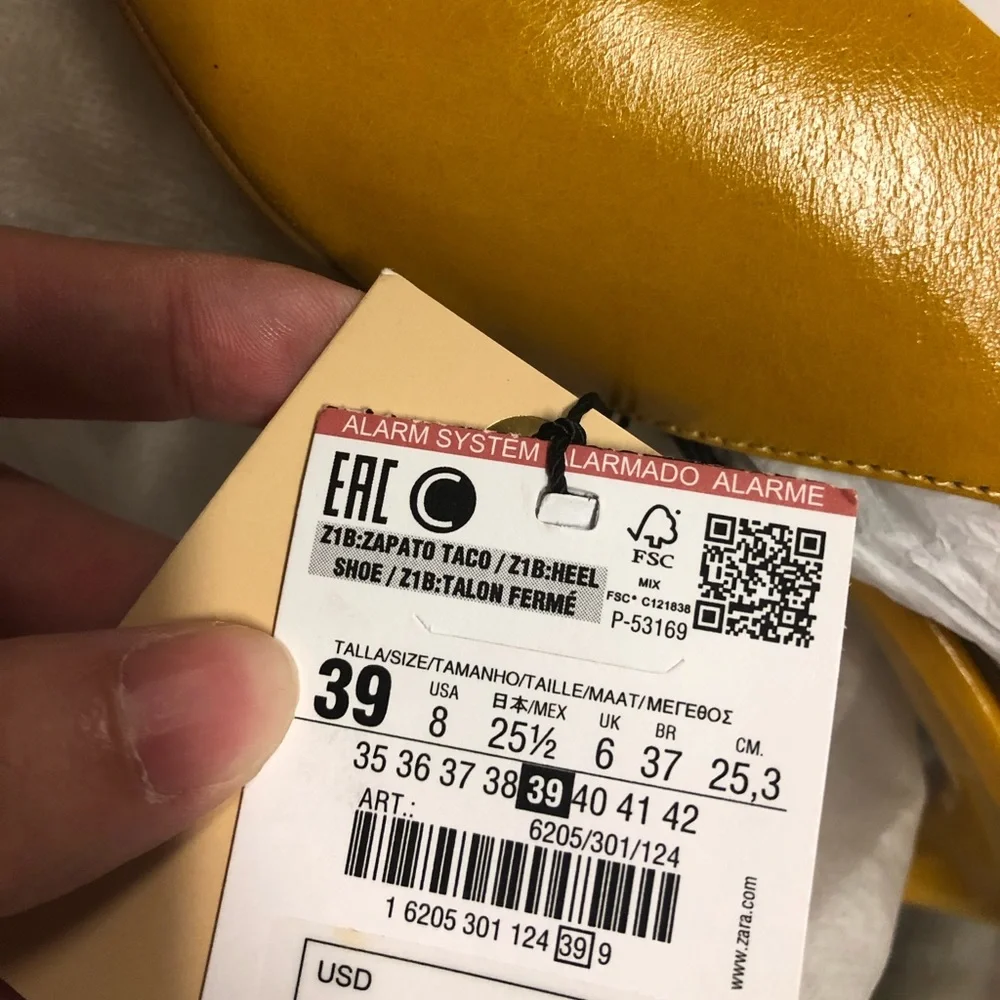 ALARM SYSTEM ALARMADO ALARME
EAC C
Z1B:ZAPATO TACO / Z1B:HEEL
SHOE / Z1B:TALON FERMÉ
FSC
MIX
FSC® C121838
P-53169
TALLA/SIZE/TAMANHO/TAILLE/MAAT/ΜΕΓΕΘΟΣ
39
USA 日本/MEX UK BR CM.
8 25½ 6 37 25,3
35 36 37 38 39 40 41 42
ART.:
6205/301/124
1 6205 301 124 39 9
www.zara.com
USD